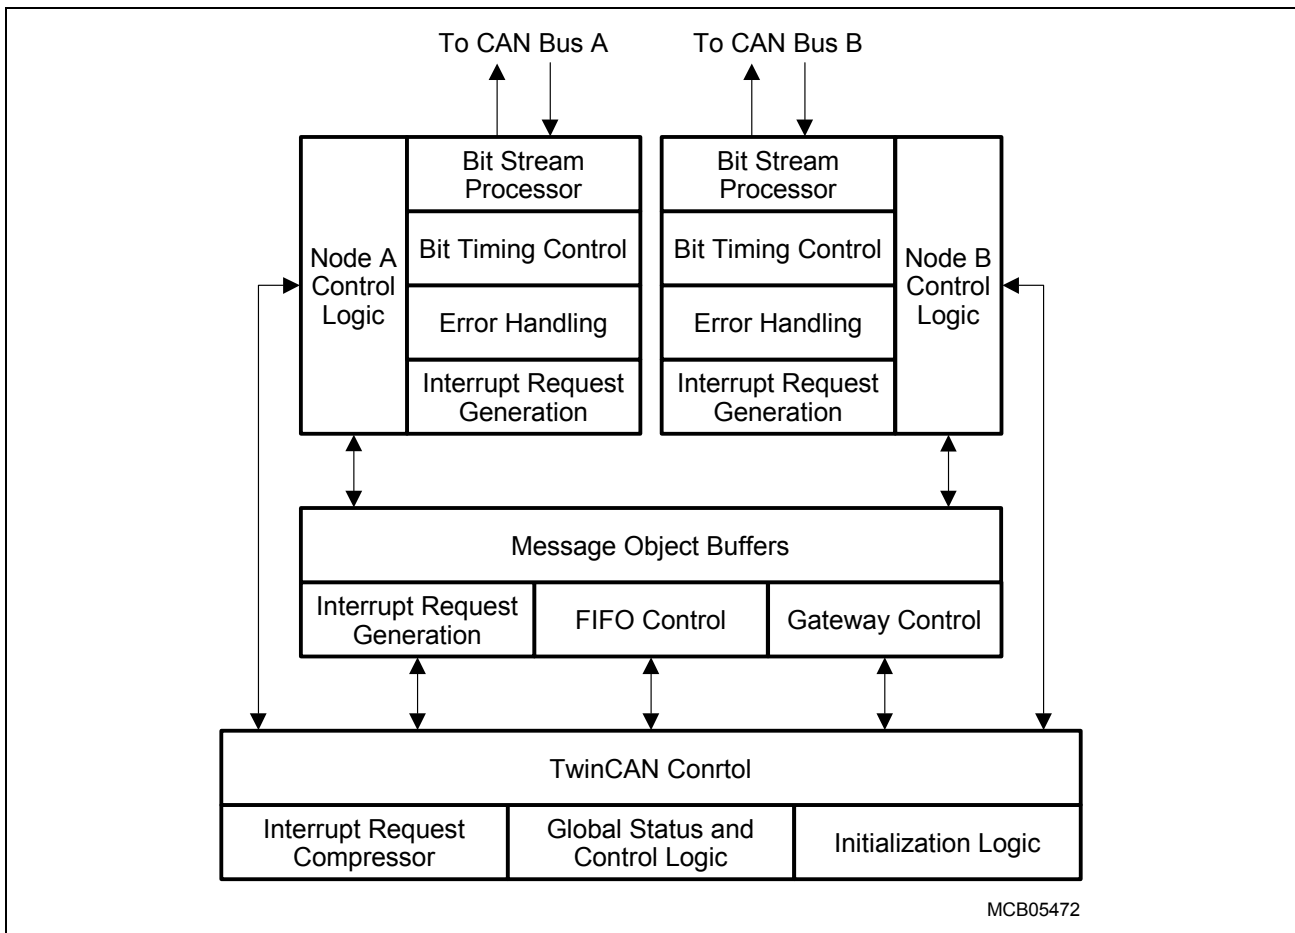 To CAN Bus A
To CAN Bus B
Node A
Control
Logic
Bit Stream
Processor
Bit Timing Control
Error Handling
Interrupt Request
Generation
Bit Stream
Processor
Bit Timing Control
Error Handling
Interrupt Request
Generation
Node B
Control
Logic
Message Object Buffers
Interrupt Request
Generation
FIFO Control
Gateway Control
TwinCAN Conrtol
Interrupt Request
Compressor
Global Status and
Control Logic
Initialization Logic
MCB05472